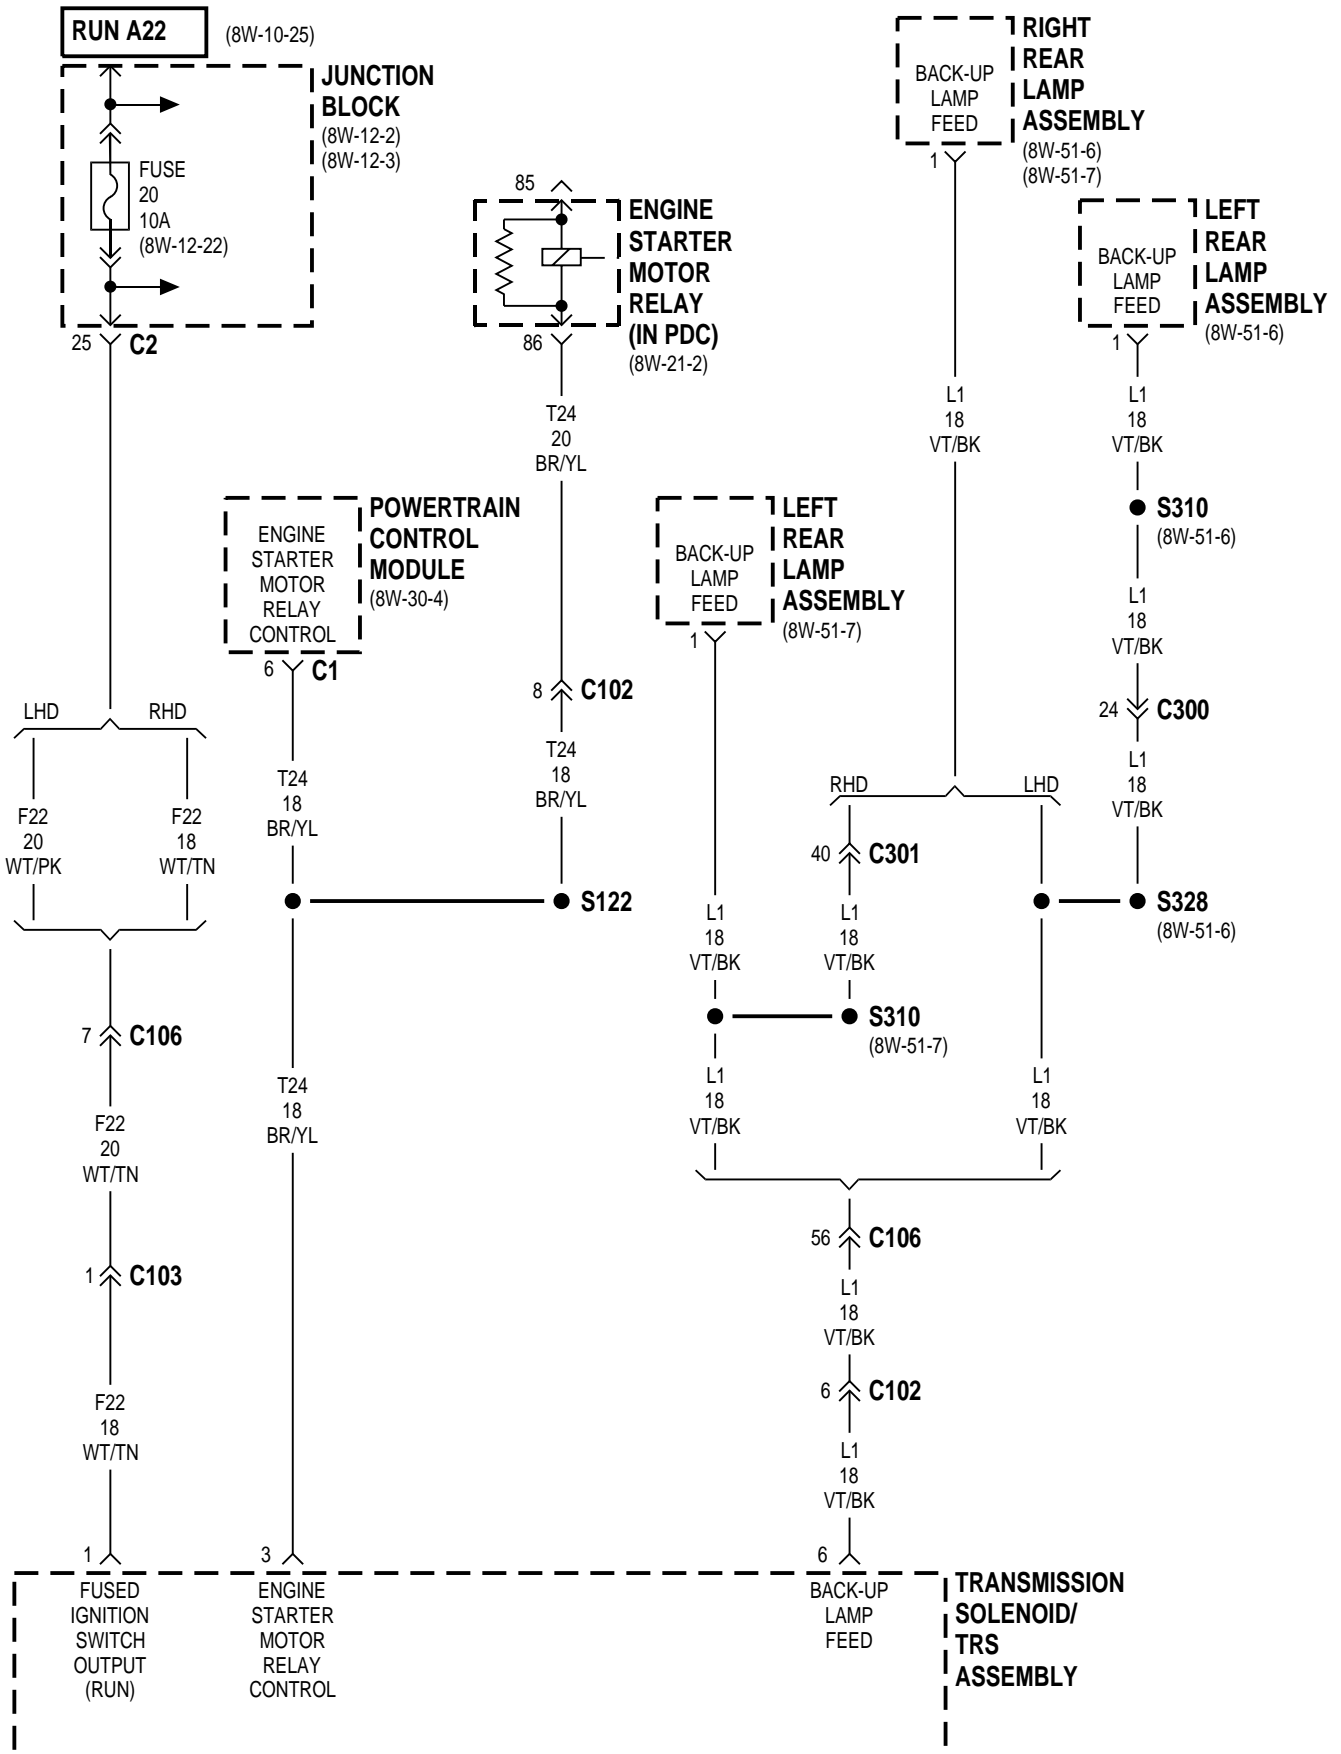 RUN A22
(8W-10-25)
JUNCTION
BLOCK
(8W-12-2)
(8W-12-3)
FUSE
20
10A
(8W-12-22)
25
C2
85
ENGINE
STARTER
MOTOR
RELAY
(IN PDC)
(8W-21-2)
86
T24
20
BR/YL
BACK-UP
LAMP
FEED
RIGHT
REAR
LAMP
ASSEMBLY
(8W-51-6)
(8W-51-7)
1
L1
18
VT/BK
BACK-UP
LAMP
FEED
LEFT
REAR
LAMP
ASSEMBLY
(8W-51-6)
1
L1
18
VT/BK
S310
(8W-51-6)
L1
18
VT/BK
24
C300
L1
18
VT/BK
ENGINE
STARTER
MOTOR
RELAY
CONTROL
POWERTRAIN
CONTROL
MODULE
(8W-30-4)
6
C1
T24
18
BR/YL
8
C102
T24
18
BR/YL
S122
BACK-UP
LAMP
FEED
LEFT
REAR
LAMP
ASSEMBLY
(8W-51-7)
1
LHD
RHD
F22
20
WT/PK
F22
18
WT/TN
RHD
LHD
40
C301
S328
(8W-51-6)
L1
18
VT/BK
L1
18
VT/BK
S310
(8W-51-7)
7
C106
F22
20
WT/TN
T24
18
BR/YL
L1
18
VT/BK
L1
18
VT/BK
56
C106
L1
18
VT/BK
1
C103
6
C102
F22
18
WT/TN
L1
18
VT/BK
1
3
6
FUSED
IGNITION
SWITCH
OUTPUT
(RUN)
ENGINE
STARTER
MOTOR
RELAY
CONTROL
BACK-UP
LAMP
FEED
TRANSMISSION
SOLENOID/
TRS
ASSEMBLY